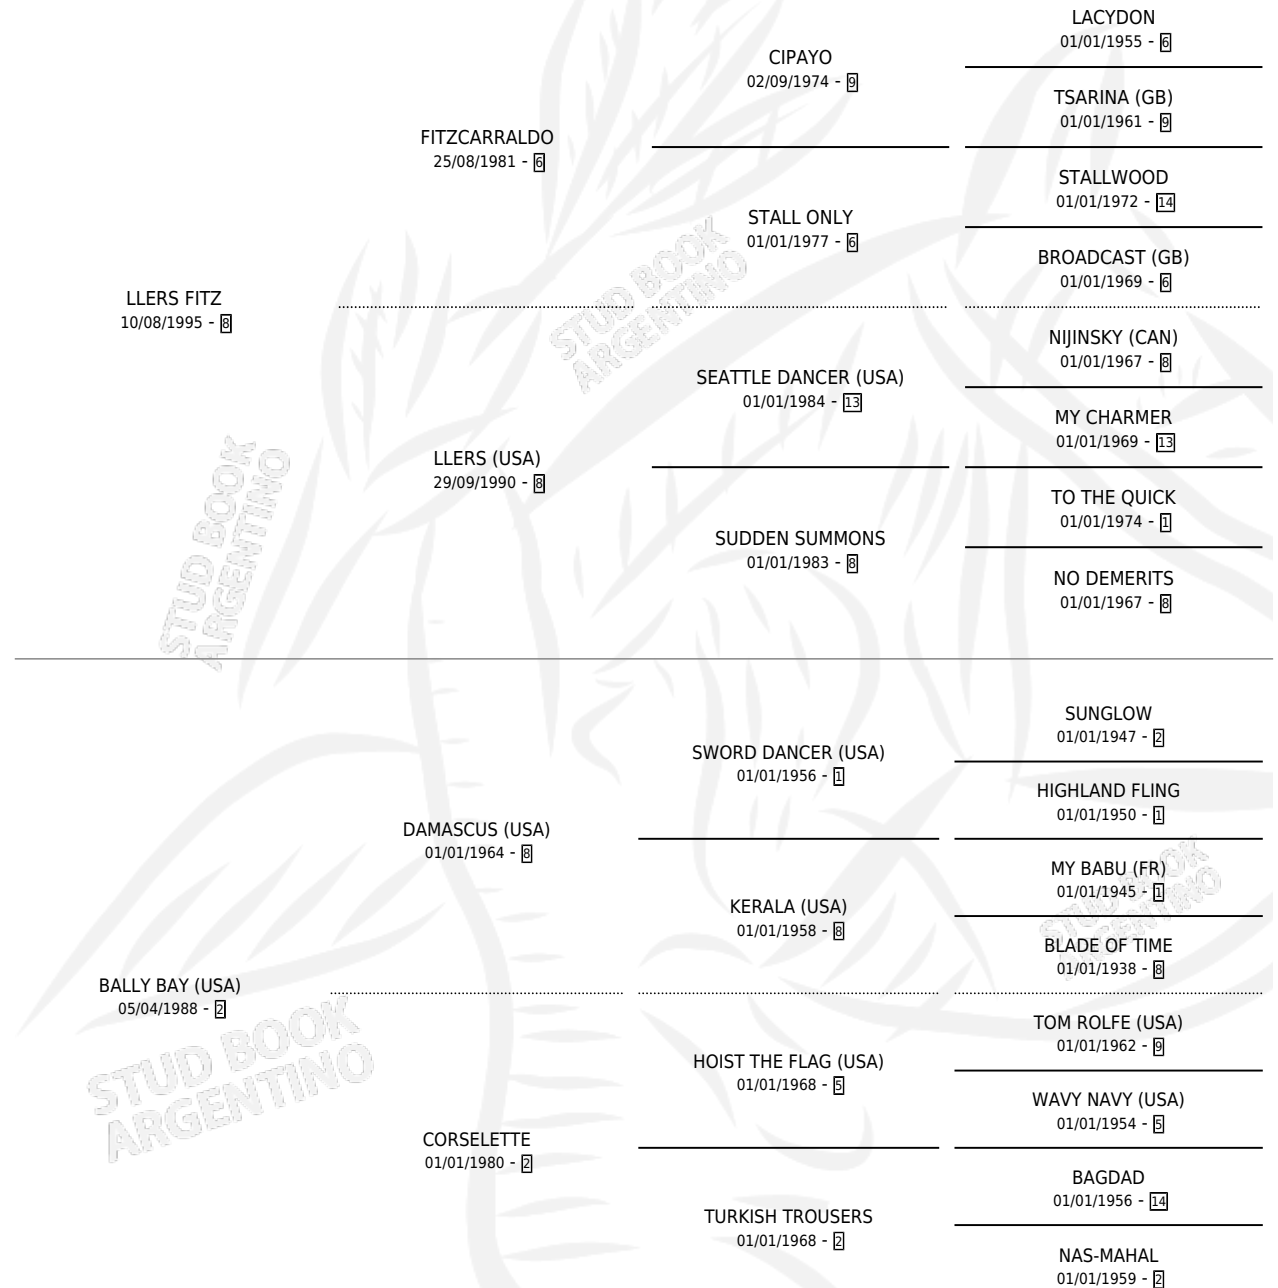 LACYDON
01/01/1955 - 6
CIPAYO
02/09/1974 - 9
TSARINA (GB)
01/01/1961 - 9
FITZCARRALDO
25/08/1981 - 6
STALLWOOD
01/01/1972 - 14
STALL ONLY
01/01/1977 - 6
BROADCAST (GB)
01/01/1969 - 6
LLERS FITZ
10/08/1995 - 8
NIJINSKY (CAN)
01/01/1967 - 8
SEATTLE DANCER (USA)
01/01/1984 - 13
MY CHARMER
01/01/1969 - 13
LLERS (USA)
29/09/1990 - 8
TO THE QUICK
01/01/1974 - 1
SUDDEN SUMMONS
01/01/1983 - 8
NO DEMERITS
01/01/1967 - 8
SUNGLOW
01/01/1947 - 2
SWORD DANCER (USA)
01/01/1956 - 1
HIGHLAND FLING
01/01/1950 - 1
DAMASCUS (USA)
01/01/1964 - 8
MY BABU (FR)
01/01/1945 - 1
KERALA (USA)
01/01/1958 - 8
BLADE OF TIME
01/01/1938 - 8
BALLY BAY (USA)
05/04/1988 - 2
TOM ROLFE (USA)
01/01/1962 - 9
HOIST THE FLAG (USA)
01/01/1968 - 5
WAVY NAVY (USA)
01/01/1954 - 5
CORSELETTE
01/01/1980 - 2
BAGDAD
01/01/1956 - 14
TURKISH TROUSERS
01/01/1968 - 2
NAS-MAHAL
01/01/1959 - 2
STUD BOOK
ARGENTINO
STUD BOOK
ARGENTINO
STUD BOOK
ARGENTINO
STUD BOOK
ARGENTINO